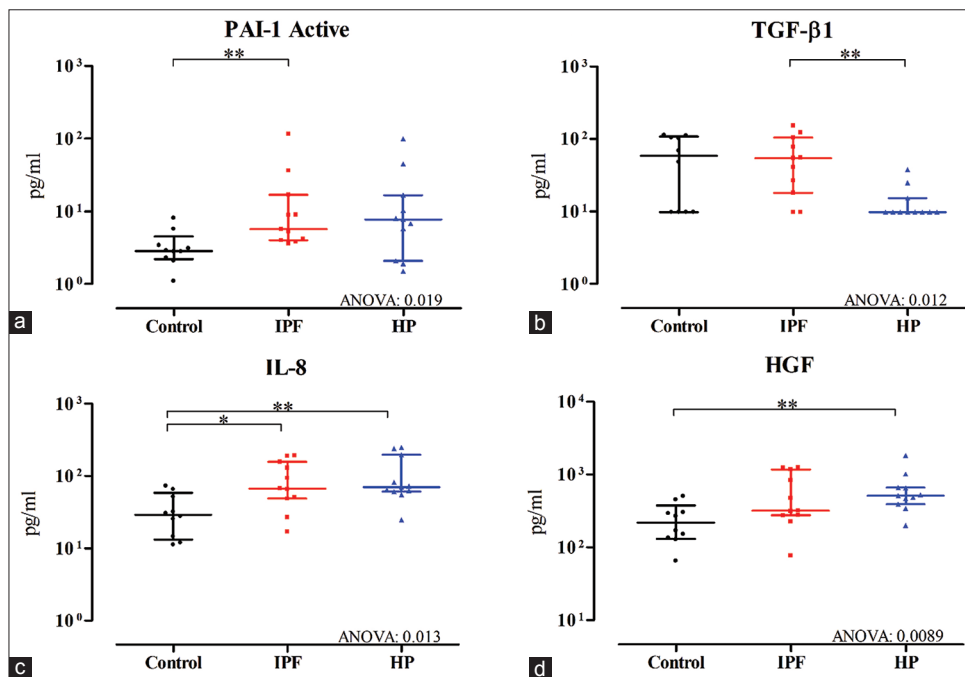 PAI-1 Active
**
10³
10²
10¹
10⁰
pg/ml
ANOVA: 0.019
Control IPF HP
a
TGF-β1
**
10³
10²
10¹
10⁰
pg/ml
ANOVA: 0.012
Control IPF HP
b
IL-8
**
*
10³
10²
10¹
10⁰
pg/ml
ANOVA: 0.013
Control IPF HP
c
HGF
**
10⁴
10³
10²
10¹
pg/ml
ANOVA: 0.0089
Control IPF HP
d